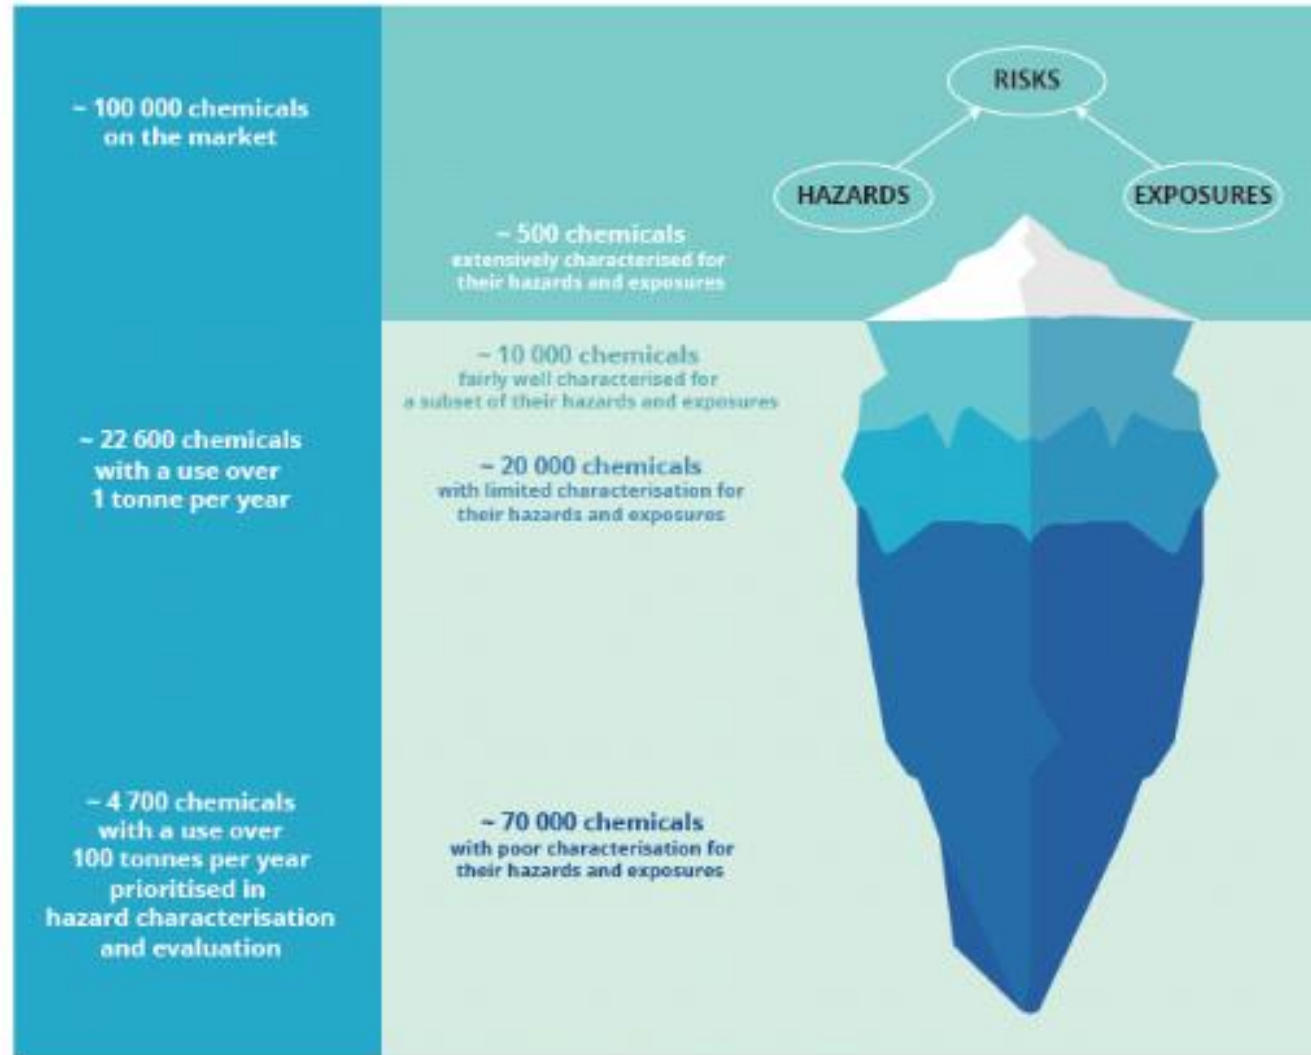 ~ 100 000 chemicals
on the market
~ 22 600 chemicals
with a use over
1 tonne per year
~ 4 700 chemicals
with a use over
100 tonnes per year
prioritised in
hazard characterisation
and evaluation
RISKS
HAZARDS
EXPOSURES
~ 500 chemicals
extensively characterised for
their hazards and exposures
~ 10 000 chemicals
fairly well characterised for
a subset of their hazards and exposures
~ 20 000 chemicals
with limited characterisation for
their hazards and exposures
~ 70 000 chemicals
with poor characterisation for
their hazards and exposures